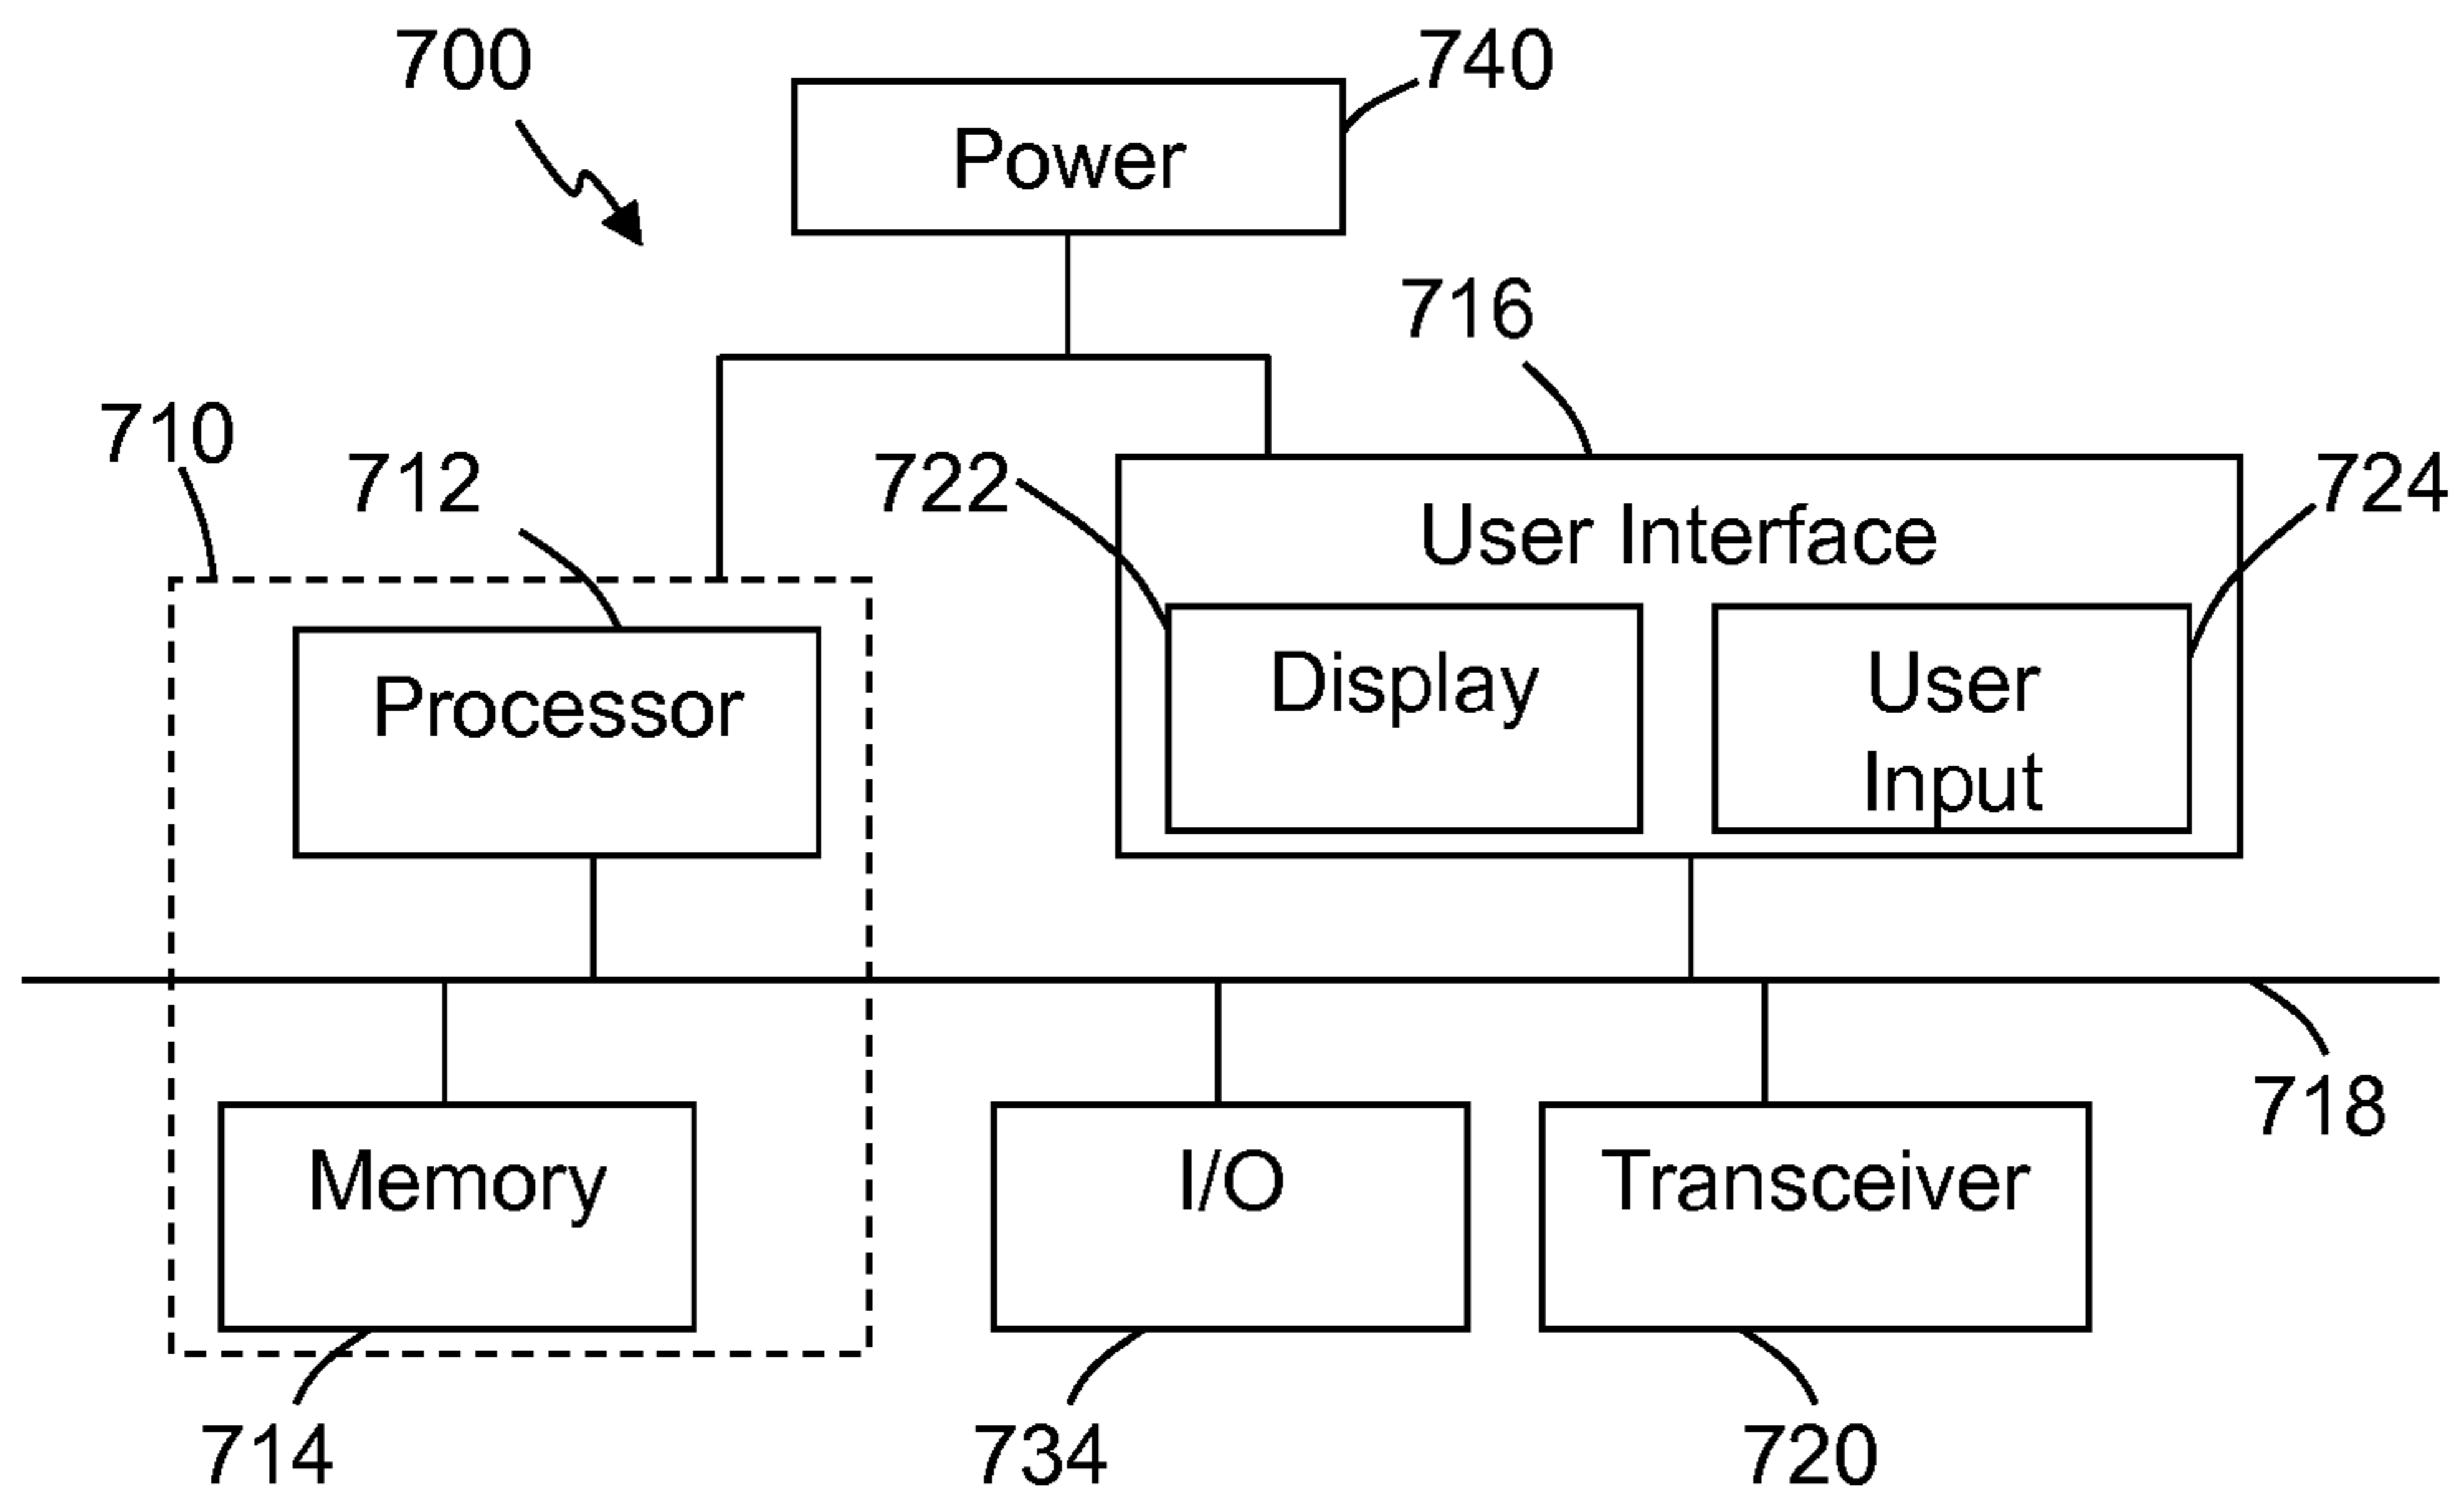 700
740
Power
716
710
712
722
724
User Interface
Processor
Display
User
Input
718
Memory
I/O
Transceiver
714
734
720